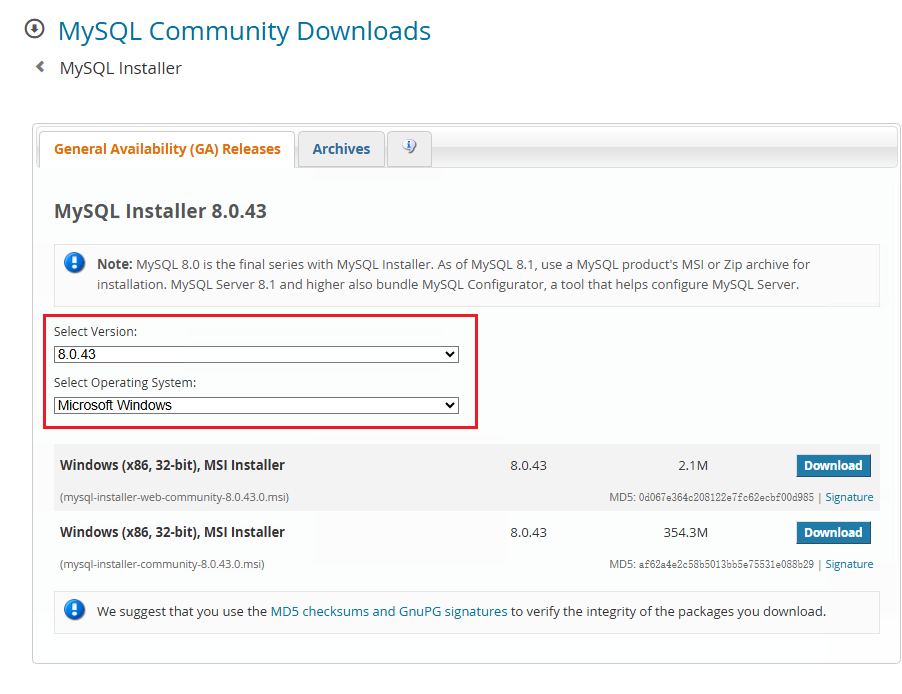 MySQL Community Downloads
MySQL Installer
General Availability (GA) Releases
Archives
MySQL Installer 8.0.43
Note: MySQL 8.0 is the final series with MySQL Installer. As of MySQL 8.1, use a MySQL product's MSI or Zip archive for
installation. MySQL Server 8.1 and higher also bundle MySQL Configurator, a tool that helps configure MySQL Server.
Select Version:
8.0.43
Select Operating System:
Microsoft Windows
Windows (x86, 32-bit), MSI Installer 8.0.43 2.1M Download
(mysql-installer-web-community-8.0.43.0.msi) MD5: 0d067e364c208122e7fc62ecbf00d985 | Signature
Windows (x86, 32-bit), MSI Installer 8.0.43 354.3M Download
(mysql-installer-community-8.0.43.0.msi) MD5: af62a4e2c58b5013bb5e75531e088b29 | Signature
We suggest that you use the MD5 checksums and GnuPG signatures to verify the integrity of the packages you download.